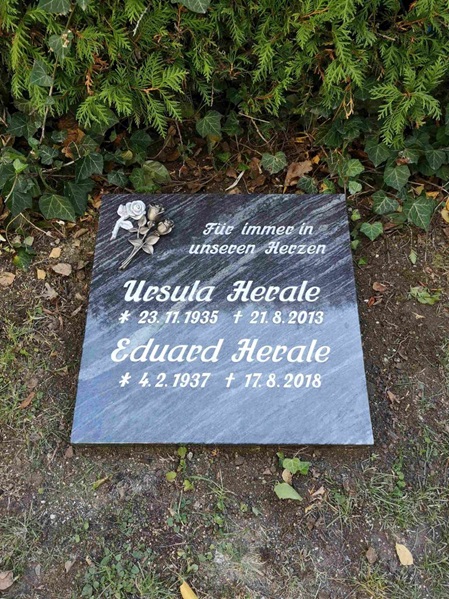 Für immer in
unseren Herzen
Ursula Herale
* 23.11.1935 † 21.8.2013
Eduard Herale
* 4.2.1937 † 17.8.2018